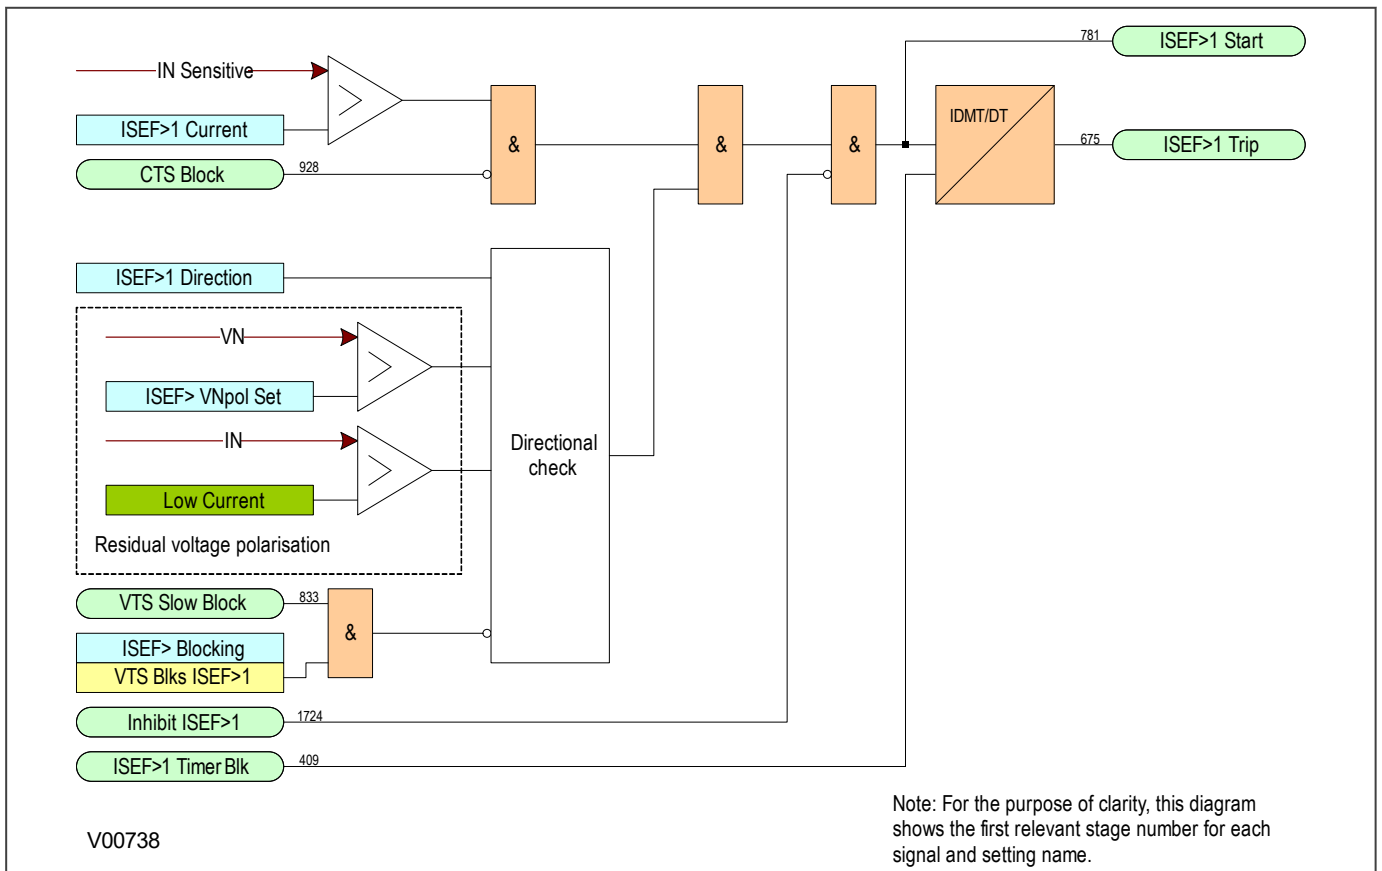 781
ISEF>1 Start
IN Sensitive
IDMT/DT
ISEF>1 Current
&
&
&
675
ISEF>1 Trip
CTS Block
928
ISEF>1 Direction
VN
ISEF> VNpol Set
IN
Directional
check
Low Current
Residual voltage polarisation
VTS Slow Block
833
&
ISEF> Blocking
VTS Blks ISEF>1
Inhibit ISEF>1
1724
ISEF>1 Timer Blk
409
Note: For the purpose of clarity, this diagram
shows the first relevant stage number for each
signal and setting name.
V00738